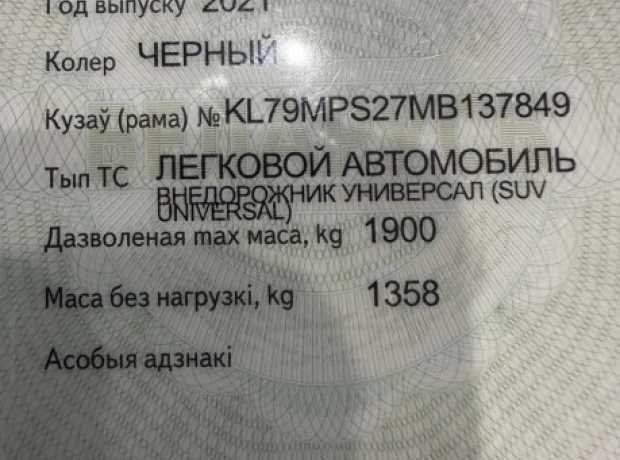 Год выпуску 2021
Колер ЧЕРНЫЙ
Кузаў (рама) № KL79MPS27MB137849
Тып ТС ЛЕГКОВОЙ АВТОМОБИЛЬ
ВНЕДОРОЖНИК УНИВЕРСАЛ (SUV
UNIVERSAL)
Дазволеная max маса, kg 1900
Маса без нагрузкі, kg 1358
Асобыя адзнакі